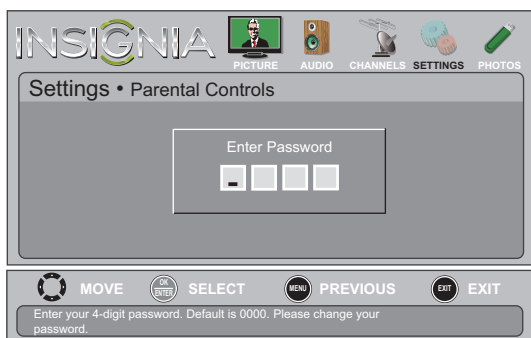 INSIGNIA
PICTURE AUDIO CHANNELS SETTINGS PHOTOS
Settings • Parental Controls
Enter Password
MOVE OK ENTER SELECT MENU PREVIOUS EXIT EXIT
Enter your 4-digit password. Default is 0000. Please change your
password.